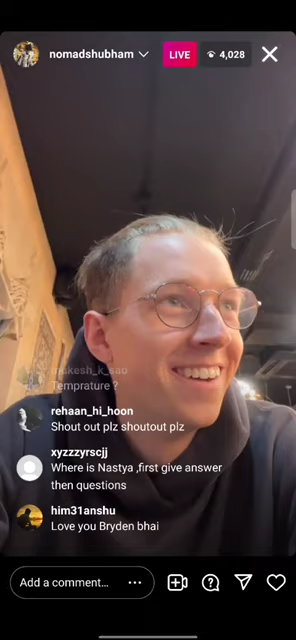 nomadshubham
LIVE
4,028
mukesh_k_sao
Temprature ?
rehaan_hi_hoon
Shout out plz shoutout plz
xyzzzyrscjj
Where is Nastya ,first give answer
then questions
him31anshu
Love you Bryden bhai
Add a comment...